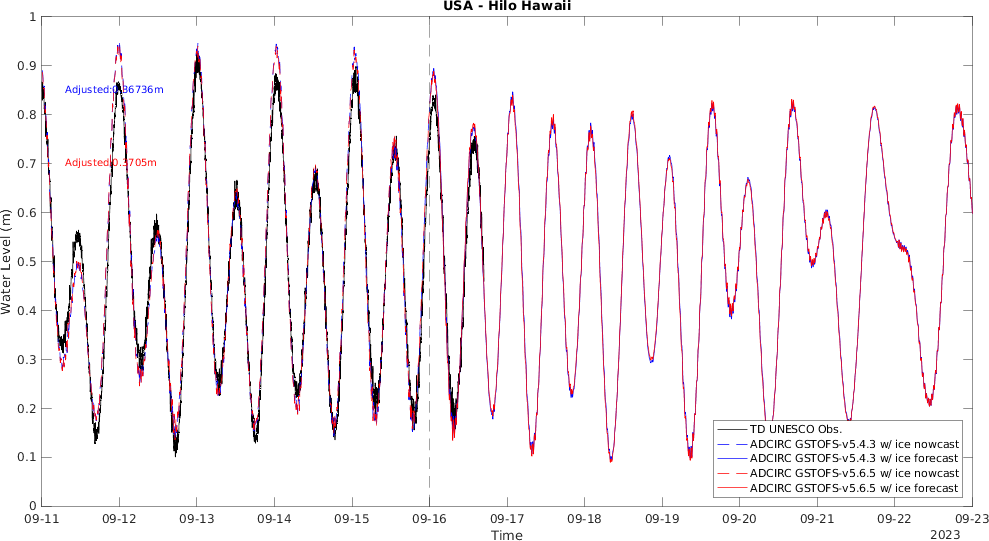 USA - Hilo Hawaii
1
0.9
0.8
0.7
0.6
0.5
0.4
0.3
0.2
0.1
0
Water Level (m)
Adjusted:0.36736m
Adjusted:0.3705m
TD UNESCO Obs.
ADCIRC GSTOFS-v5.4.3 w/ ice nowcast
ADCIRC GSTOFS-v5.4.3 w/ ice forecast
ADCIRC GSTOFS-v5.6.5 w/ ice nowcast
ADCIRC GSTOFS-v5.6.5 w/ ice forecast
09-11 09-12 09-13 09-14 09-15 09-16 09-17 09-18 09-19 09-20 09-21 09-22 09-23
Time
2023